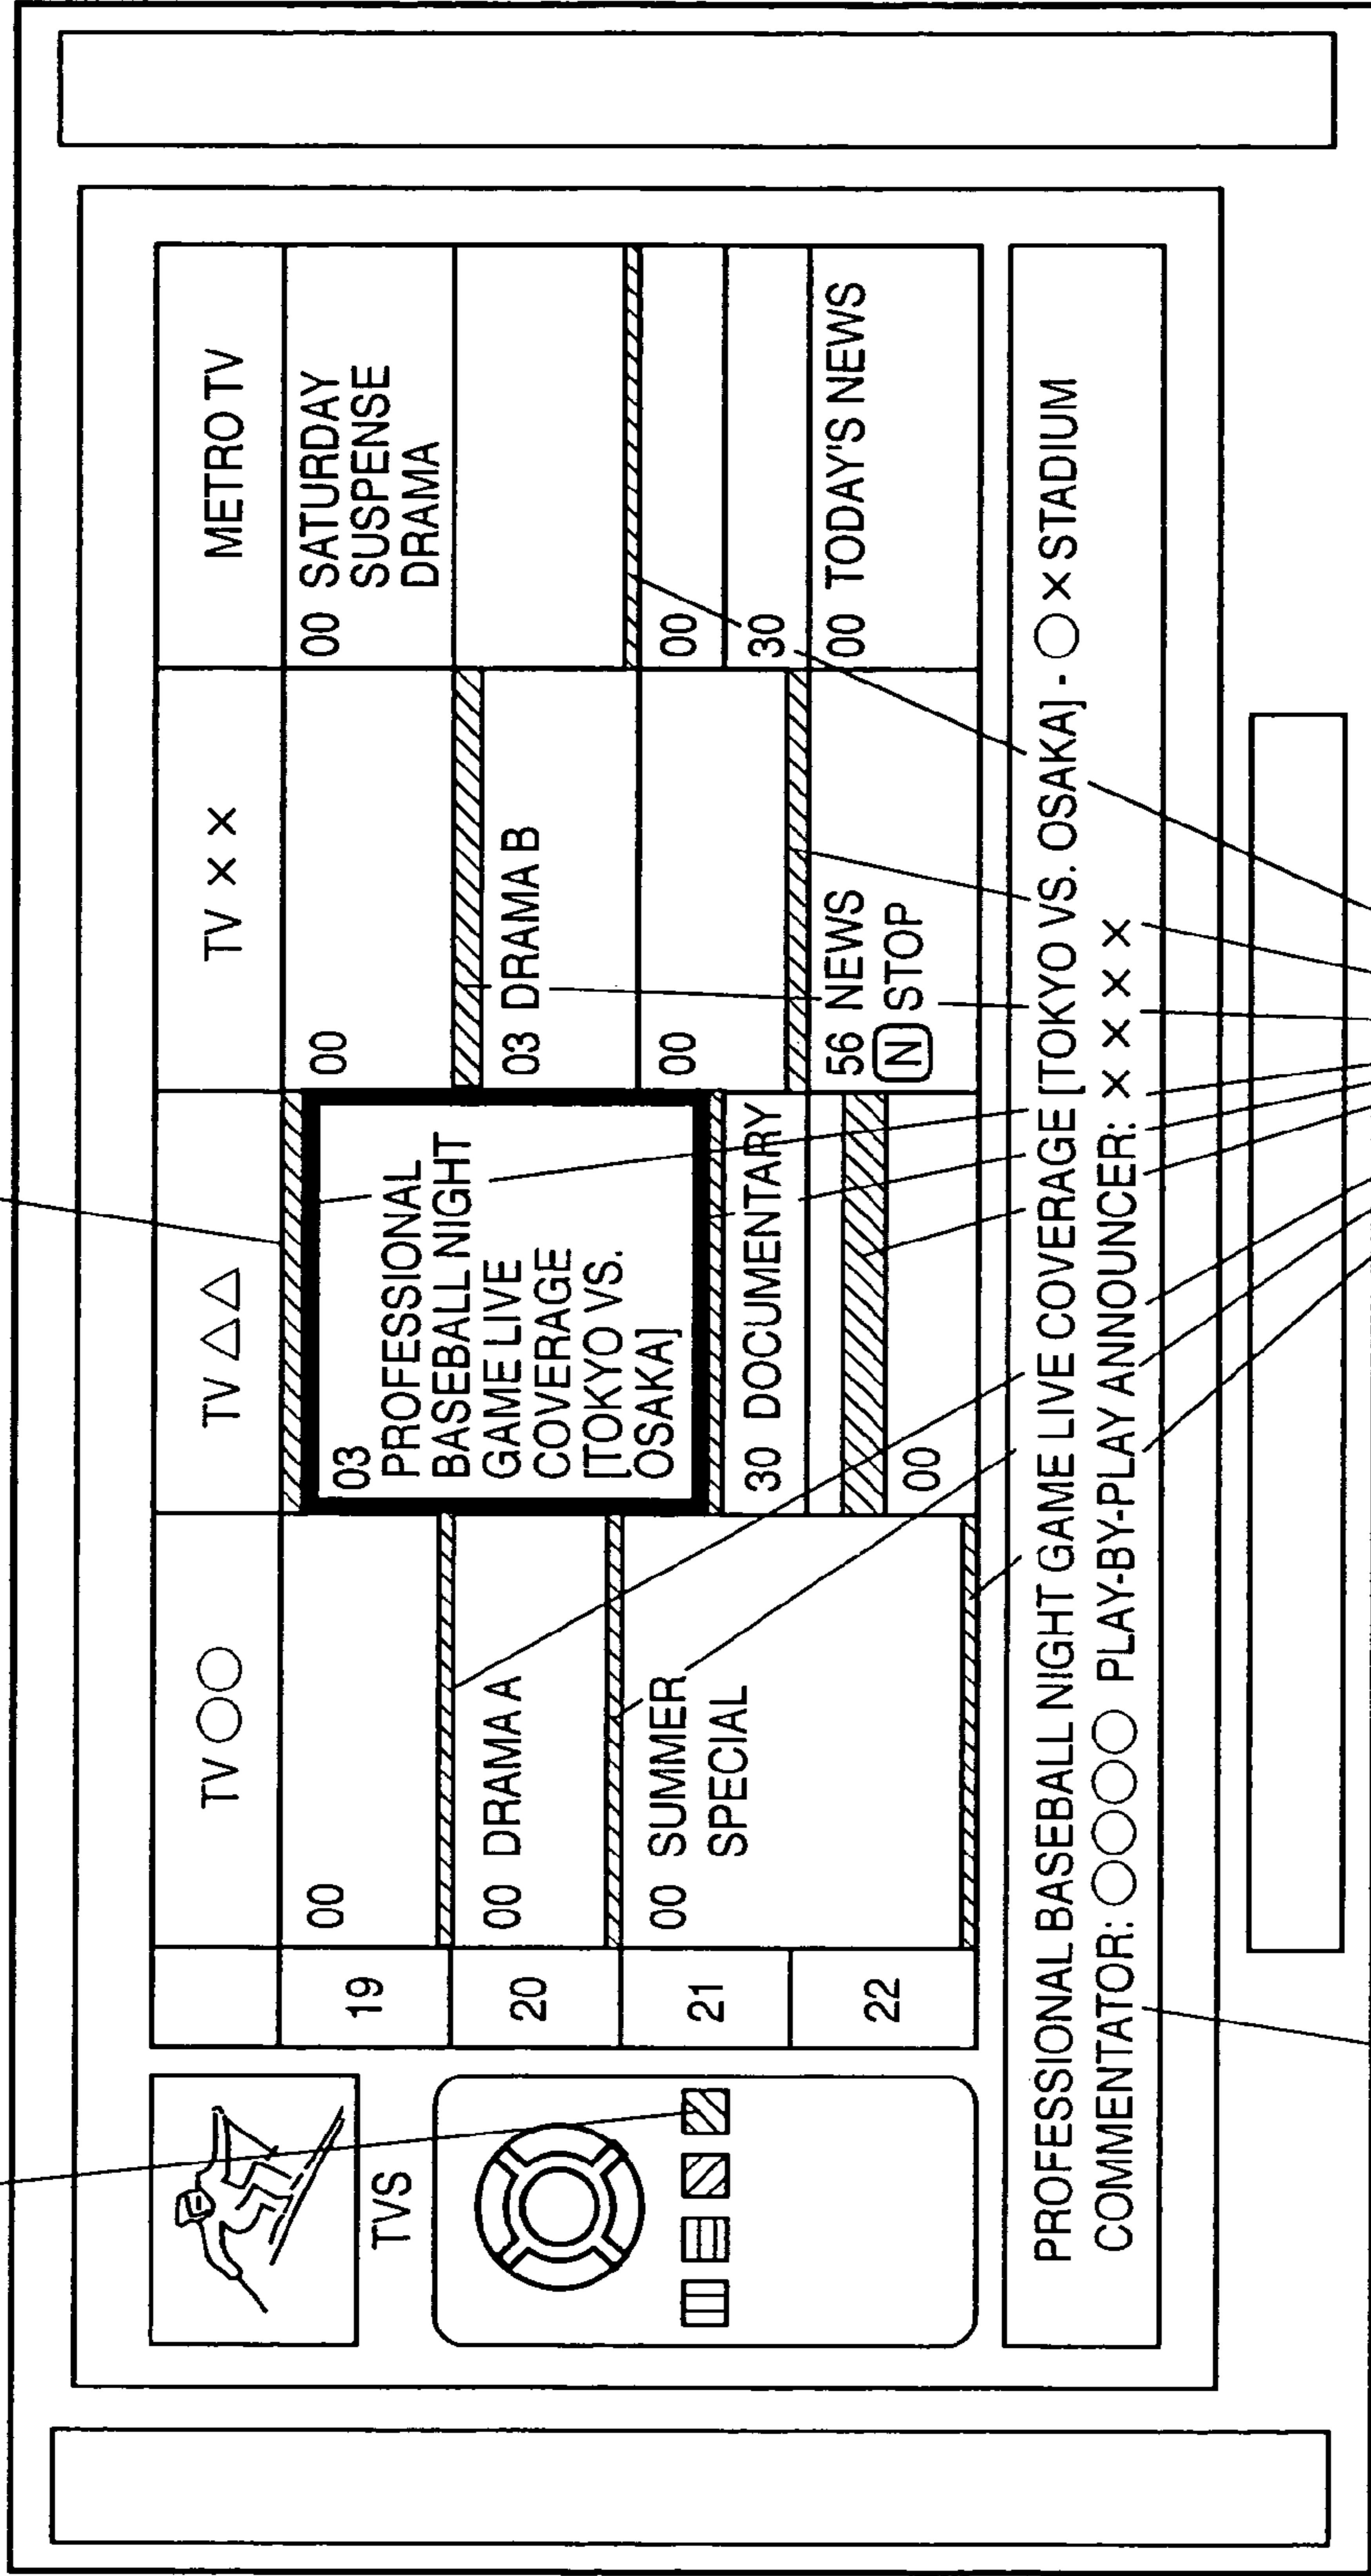 TV ○○
TV △△
TV × ×
METRO TV
TVS
19
20
21
22
00
00 DRAMA A
00 SUMMER
SPECIAL
03
PROFESSIONAL
BASEBALL NIGHT
GAME LIVE
COVERAGE
[TOKYO VS.
OSAKA]
30 DOCUMENTARY
00
00
03 DRAMA B
00
56 NEWS
N STOP
00 SATURDAY
SUSPENSE
DRAMA
00
30
00 TODAY'S NEWS
PROFESSIONAL BASEBALL NIGHT GAME LIVE COVERAGE [TOKYO VS. OSAKA] - ○ × STADIUM
COMMENTATOR: ○○○○ PLAY-BY-PLAY ANNOUNCER: × × × ×